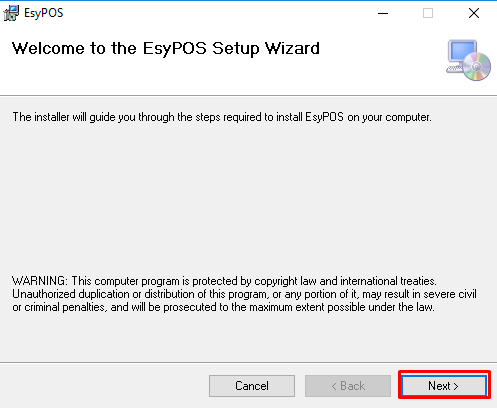 EsyPOS
Welcome to the EsyPOS Setup Wizard
The installer will guide you through the steps required to install EsyPOS on your computer.
WARNING: This computer program is protected by copyright law and international treaties.
Unauthorized duplication or distribution of this program, or any portion of it, may result in severe civil
or criminal penalties, and will be prosecuted to the maximum extent possible under the law.
Cancel
< Back
Next >